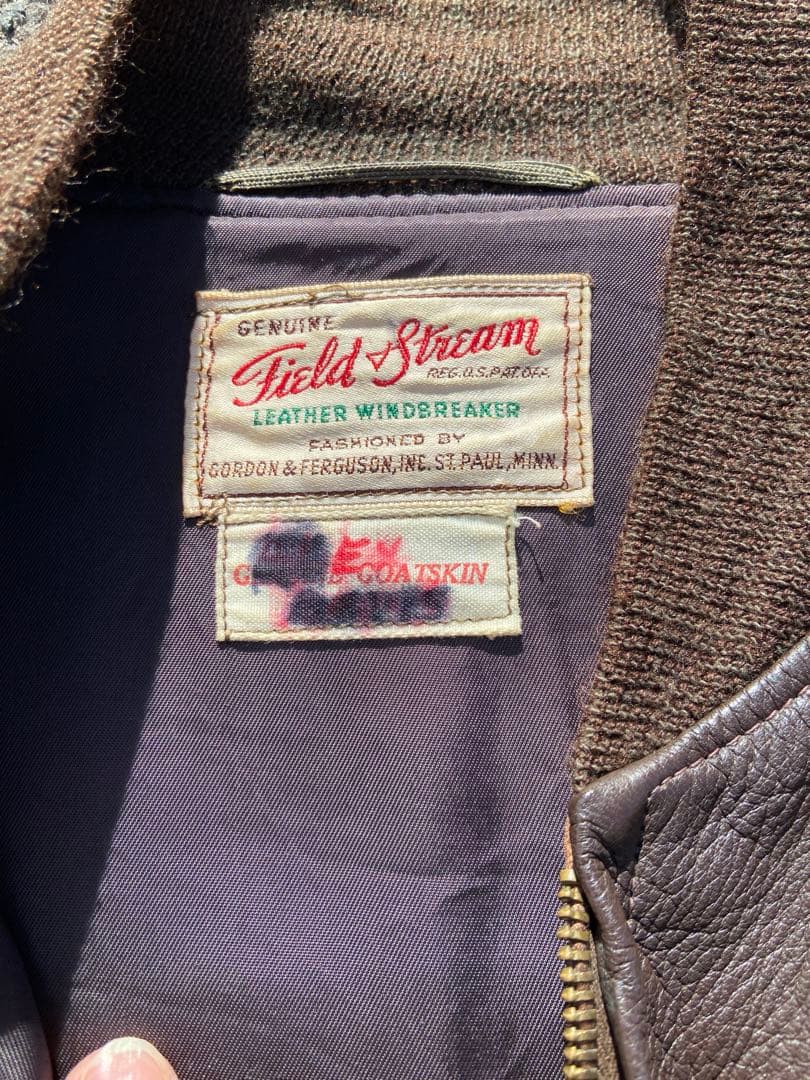 GENUINE
Field & Stream
REG. U.S. PAT. OFF.
LEATHER WINDBREAKER
FASHIONED BY
GORDON & FERGUSON, INC. ST. PAUL, MINN.
GOATSKIN